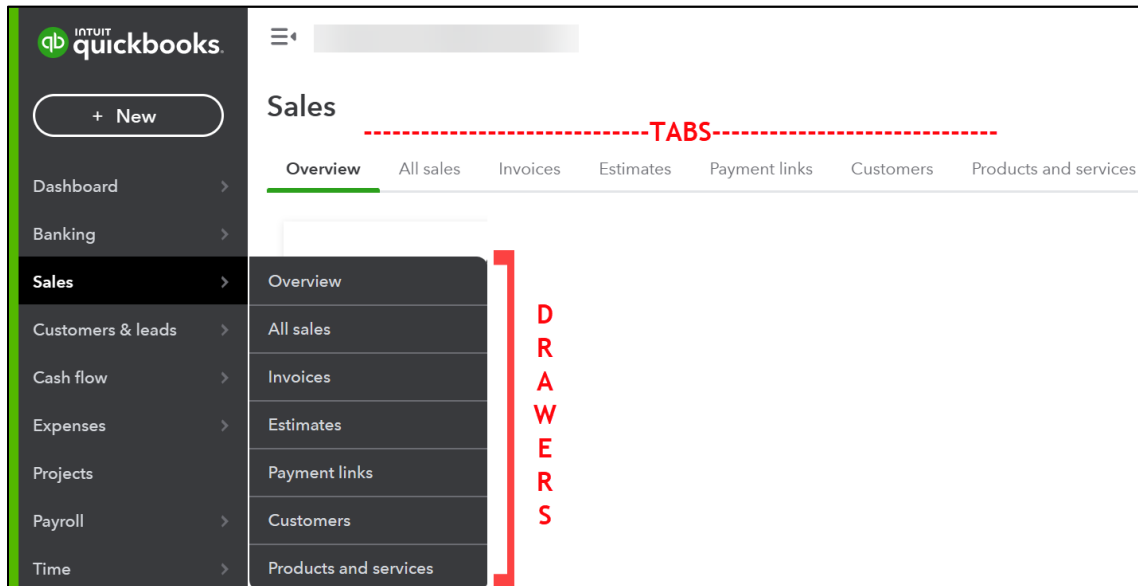 INTUIT
quickbooks.
+ New
Dashboard
Banking
Sales
Customers & leads
Cash flow
Expenses
Projects
Payroll
Time
Overview
All sales
Invoices
Estimates
Payment links
Customers
Products and services
Sales
------------------------------TABS------------------------------
Overview All sales Invoices Estimates Payment links Customers Products and services
D
R
A
W
E
R
S